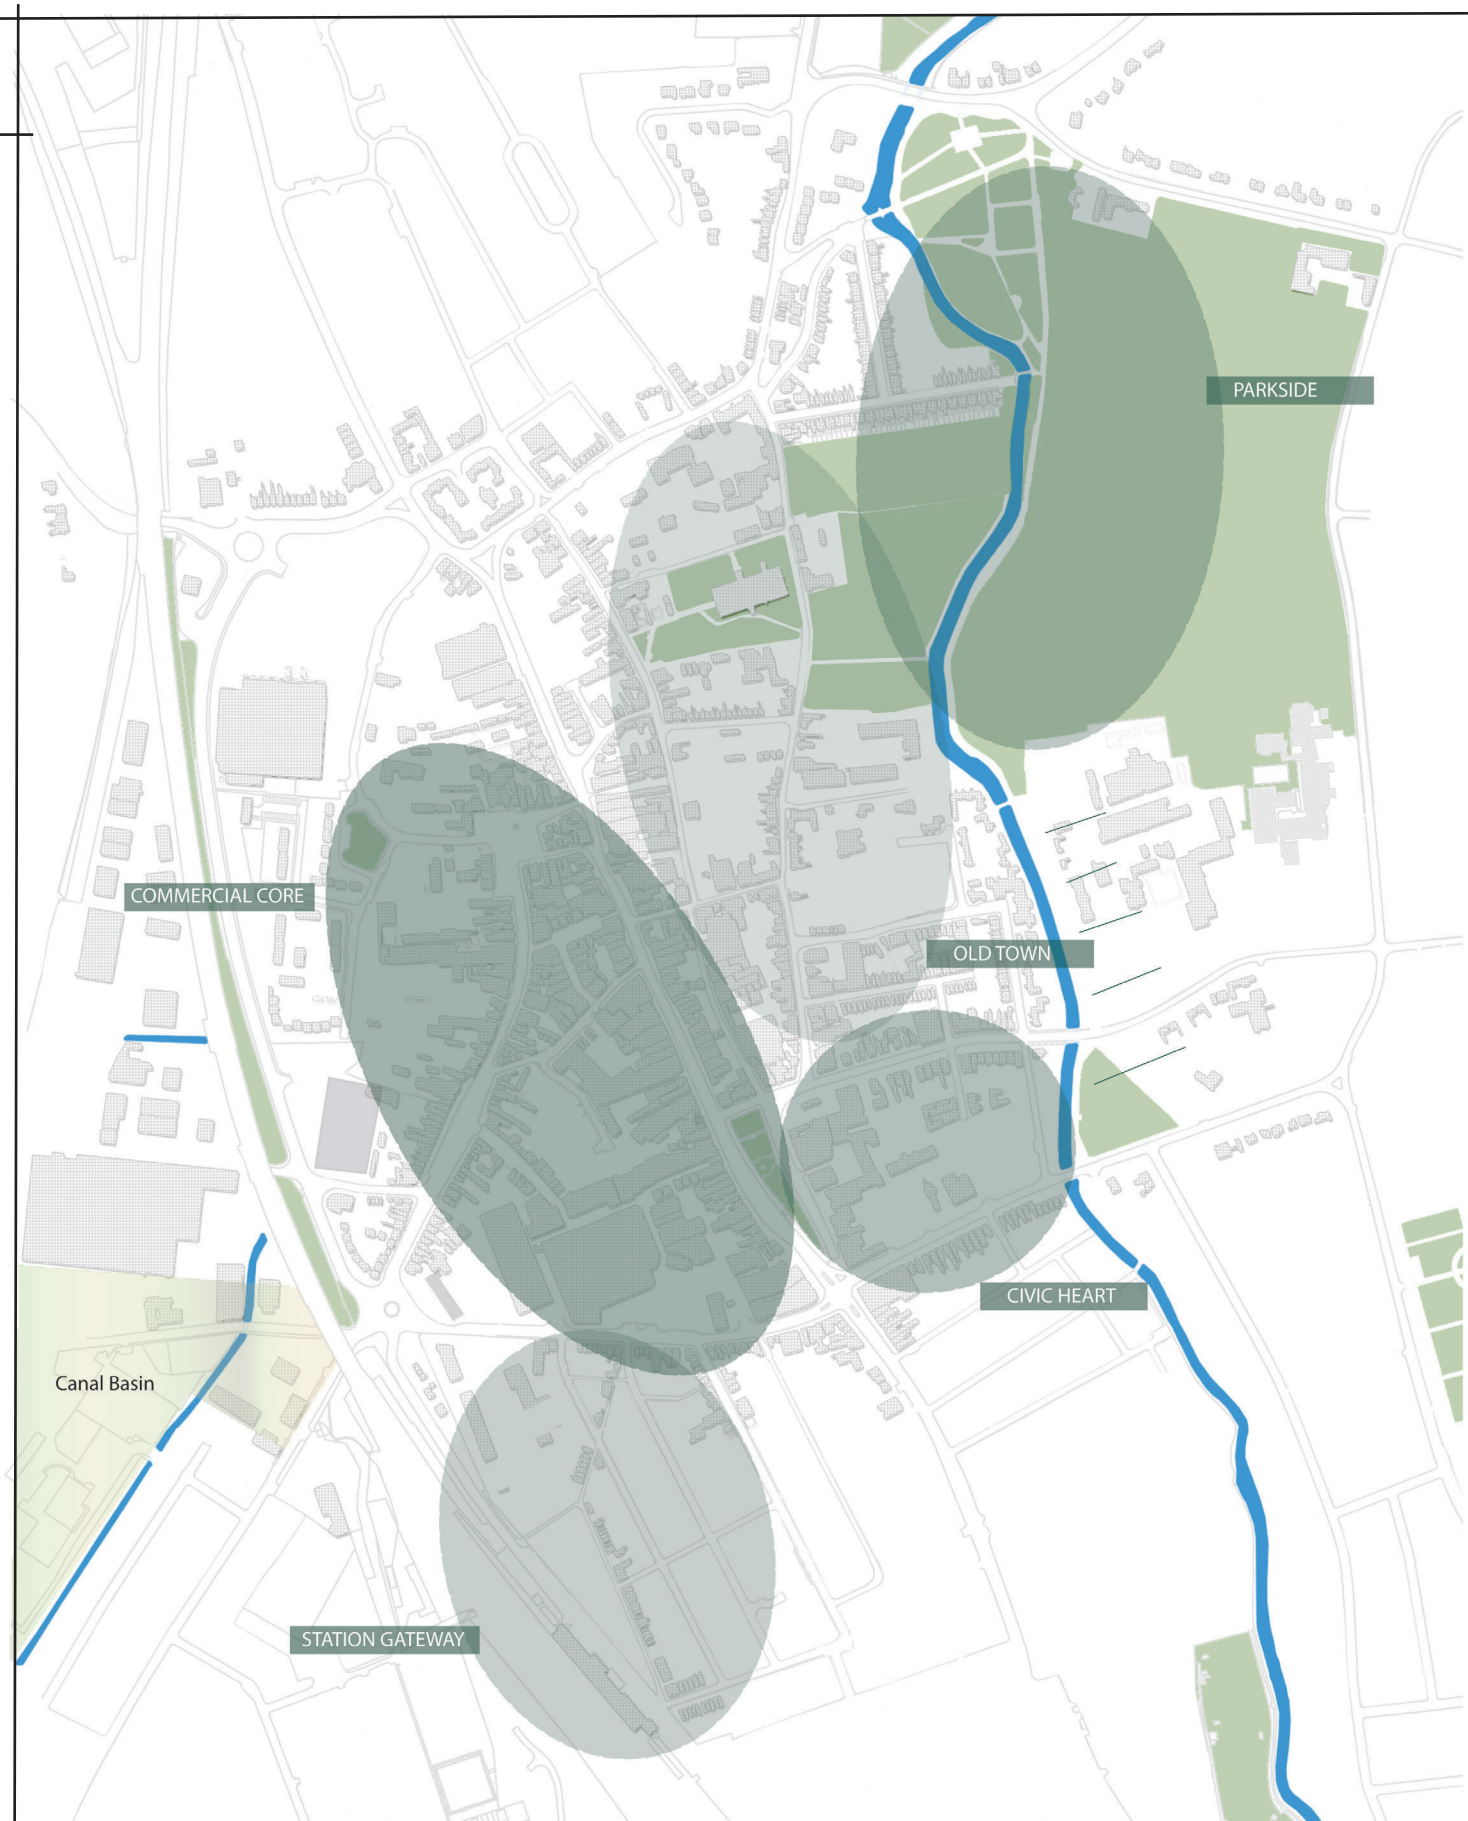 PARKSIDE
COMMERCIAL CORE
OLD TOWN
CIVIC HEART
Canal Basin
STATION GATEWAY